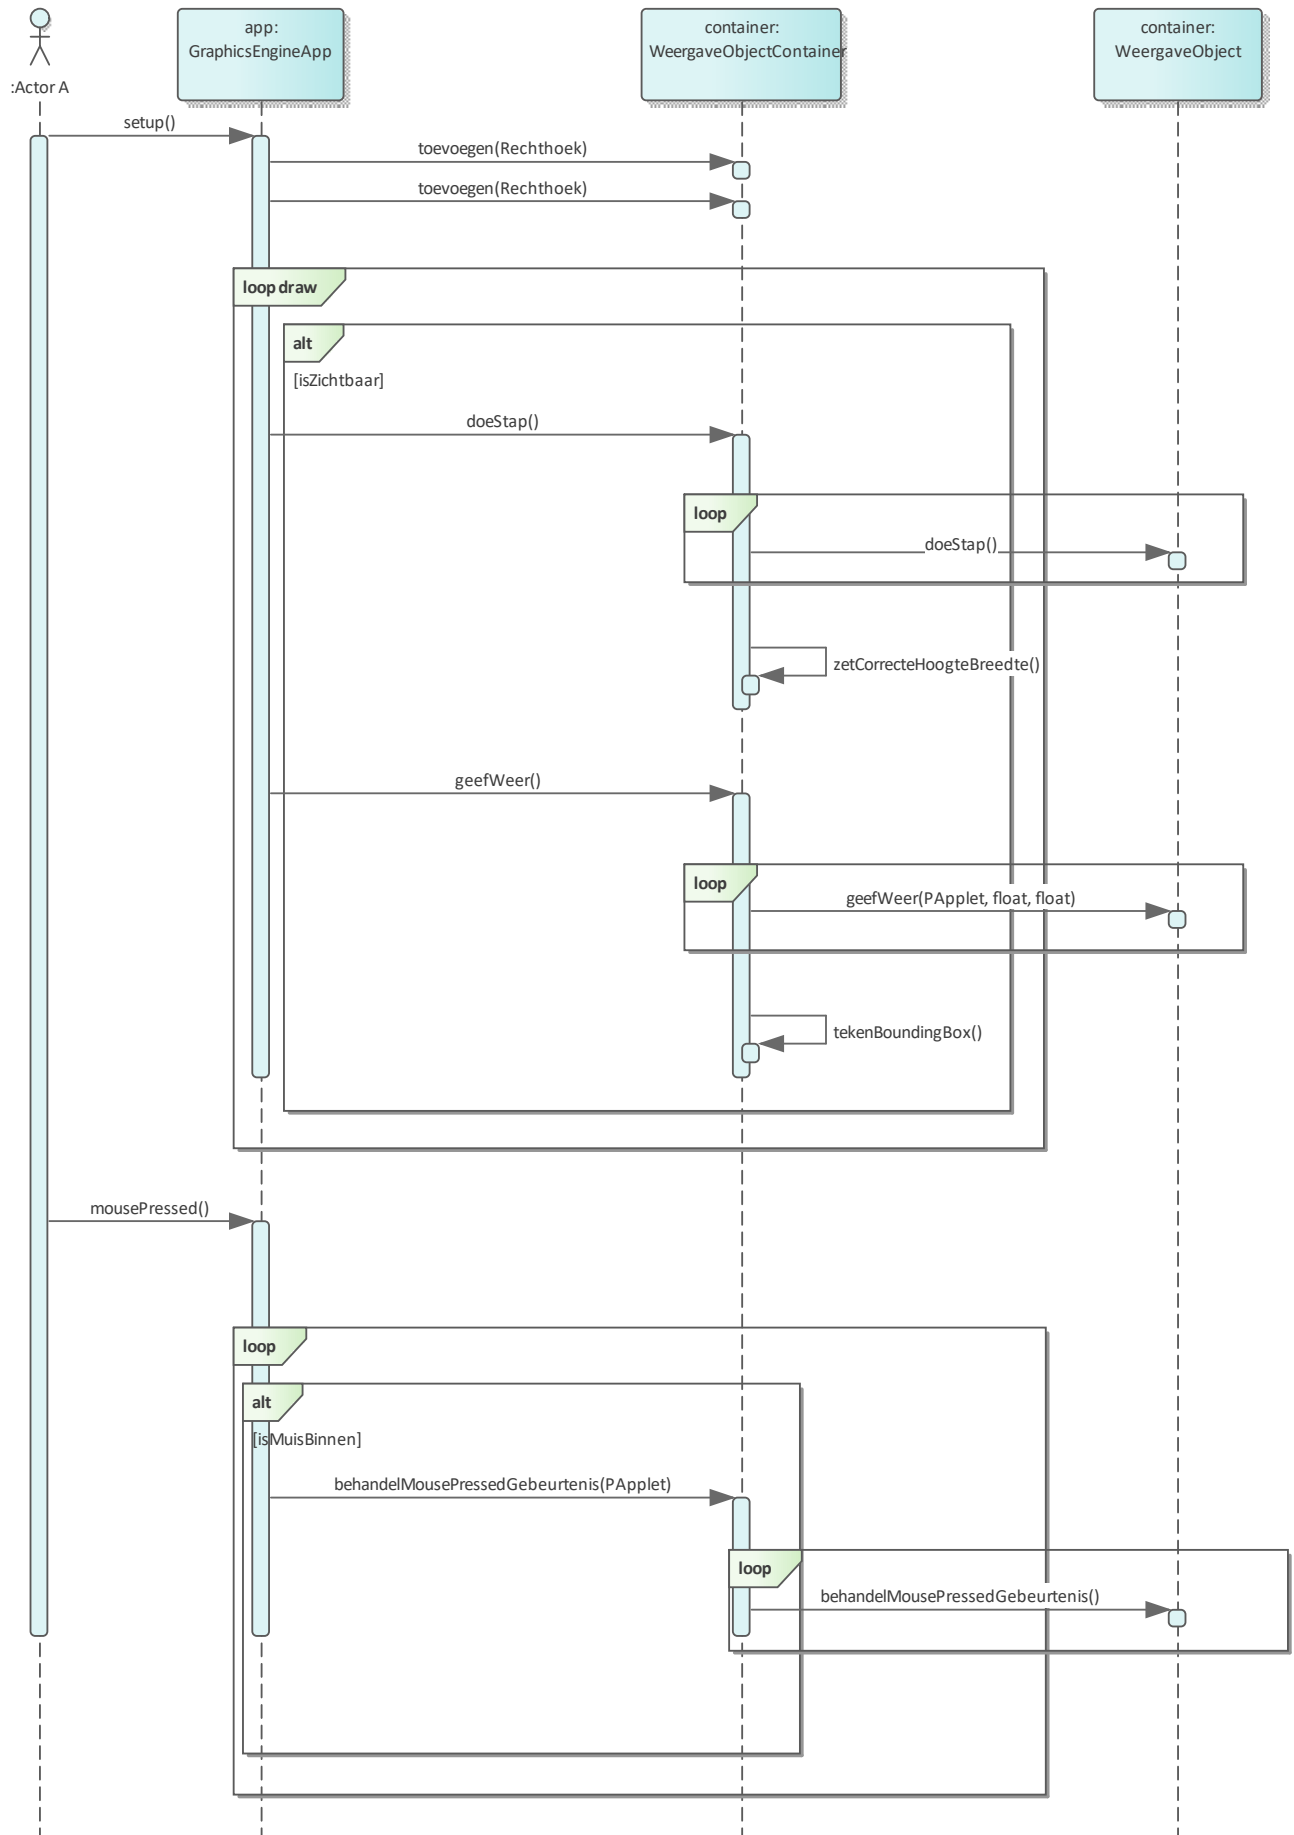 :Actor A
app:
GraphicsEngineApp
container:
WeergaveObjectContainer
container:
WeergaveObject
setup()
toevoegen(Rechthoek)
toevoegen(Rechthoek)
loop draw
alt
[isZichtbaar]
doeStap()
loop
doeStap()
zetCorrecteHoogteBreedte()
geefWeer()
loop
geefWeer(PApplet, float, float)
tekenBoundingBox()
mousePressed()
loop
alt
[isMuisBinnen]
behandelMousePressedGebeurtenis(PApplet)
loop
behandelMousePressedGebeurtenis()